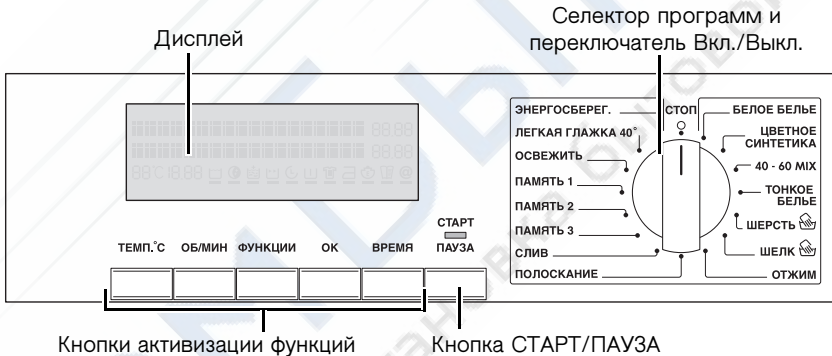 Дисплей
Селектор программ и
переключатель Вкл./Выкл.
ЭНЕРГОСБЕРЕГ.
СТОП
БЕЛОЕ БЕЛЬЕ
ЛЕГКАЯ ГЛАЖКА 40°
ЦВЕТНОЕ
СИНТЕТИКА
ОСВЕЖИТЬ
40 - 60 MIX
ПАМЯТЬ 1
ТОНКОЕ
БЕЛЬЕ
ПАМЯТЬ 2
ШЕРСТЬ
ПАМЯТЬ 3
ШЕЛК
СЛИВ
ПОЛОСКАНИЕ
ОТЖИМ
ТЕМП.°C ОБ/МИН ФУНКЦИИ ОК ВРЕМЯ
СТАРТ
ПАУЗА
Кнопки активизации функций
Кнопка СТАРТ/ПАУЗА